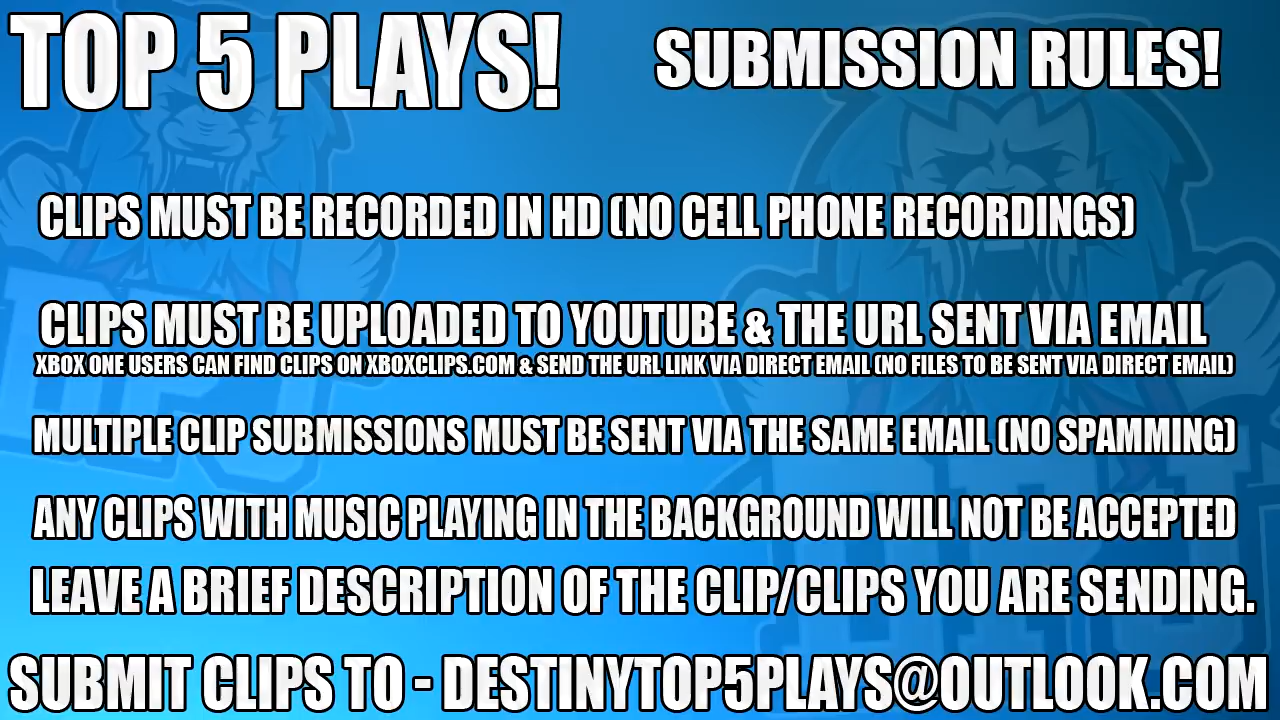 TOP 5 PLAYS!
SUBMISSION RULES!
CLIPS MUST BE RECORDED IN HD (NO CELL PHONE RECORDINGS)
CLIPS MUST BE UPLOADED TO YOUTUBE & THE URL SENT VIA EMAIL
XBOX ONE USERS CAN FIND CLIPS ON XBOXCLIPS.COM & SEND THE URL LINK VIA DIRECT EMAIL (NO FILES TO BE SENT VIA DIRECT EMAIL)
MULTIPLE CLIP SUBMISSIONS MUST BE SENT VIA THE SAME EMAIL (NO SPAMMING)
ANY CLIPS WITH MUSIC PLAYING IN THE BACKGROUND WILL NOT BE ACCEPTED
LEAVE A BRIEF DESCRIPTION OF THE CLIP/CLIPS YOU ARE SENDING.
SUBMIT CLIPS TO - DESTINYTOP5PLAYS@OUTLOOK.COM